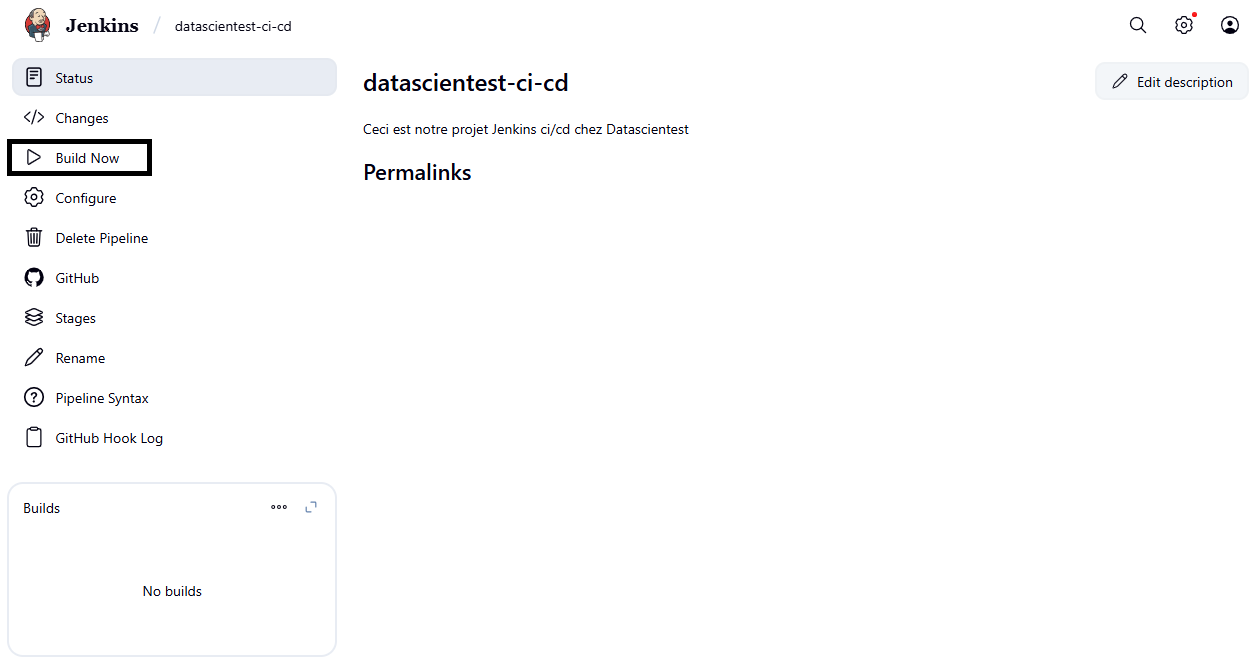 Jenkins / datascientest-ci-cd
Status
Changes
Build Now
Configure
Delete Pipeline
GitHub
Stages
Rename
Pipeline Syntax
GitHub Hook Log
Builds
No builds
datascientest-ci-cd
Edit description
Ceci est notre projet Jenkins ci/cd chez Datascientest
Permalinks